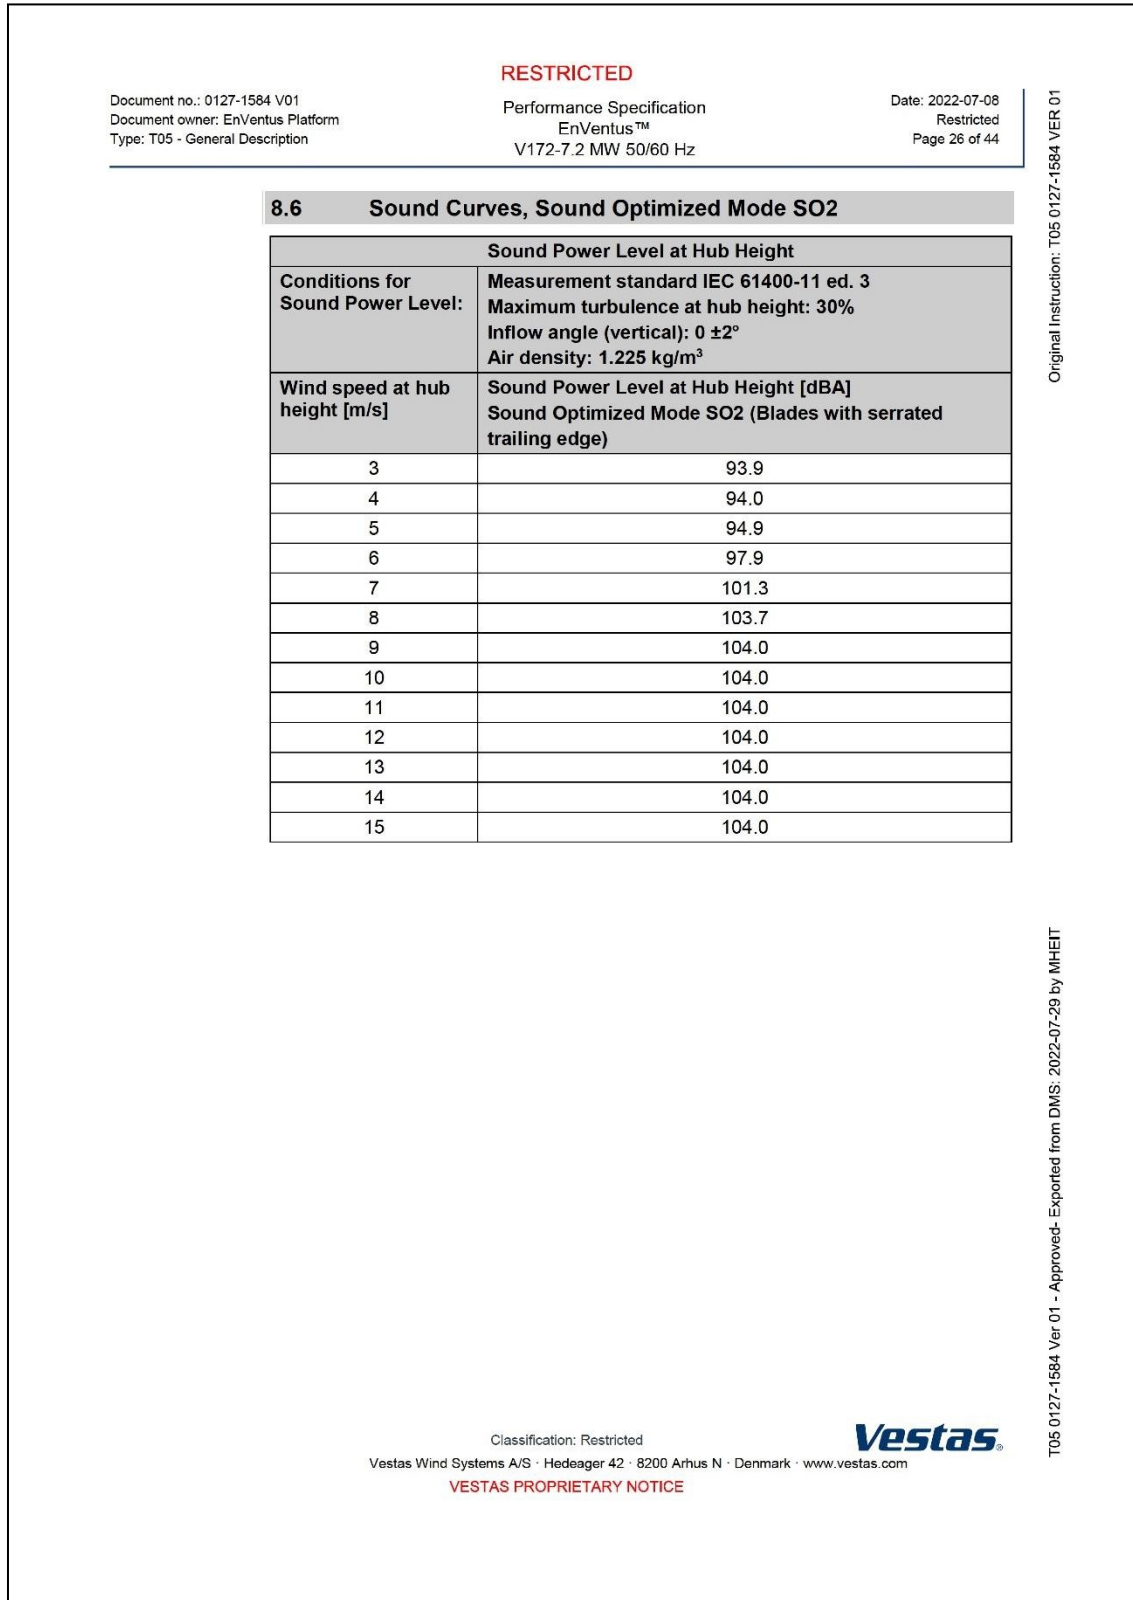 RESTRICTED
Document no.: 0127-1584 V01
Document owner: EnVentus Platform
Type: T05 - General Description
Performance Specification
EnVentus™
V172-7.2 MW 50/60 Hz
Date: 2022-07-08
Restricted
Page 26 of 44
Original Instruction: T05 0127-1584 VER 01
8.6 Sound Curves, Sound Optimized Mode SO2
Sound Power Level at Hub Height
Conditions for
Sound Power Level:
Measurement standard IEC 61400-11 ed. 3
Maximum turbulence at hub height: 30%
Inflow angle (vertical): 0 ±2º
Air density: 1.225 kg/m³
Wind speed at hub
height [m/s]
Sound Power Level at Hub Height [dBA]
Sound Optimized Mode SO2 (Blades with serrated
trailing edge)
3 93.9
4 94.0
5 94.9
6 97.9
7 101.3
8 103.7
9 104.0
10 104.0
11 104.0
12 104.0
13 104.0
14 104.0
15 104.0
T05 0127-1584 Ver 01 - Approved- Exported from DMS: 2022-07-29 by MHEIT
Classification: Restricted
Vestas®
Vestas Wind Systems A/S · Hedeager 42 · 8200 Arhus N · Denmark · www.vestas.com
VESTAS PROPRIETARY NOTICE